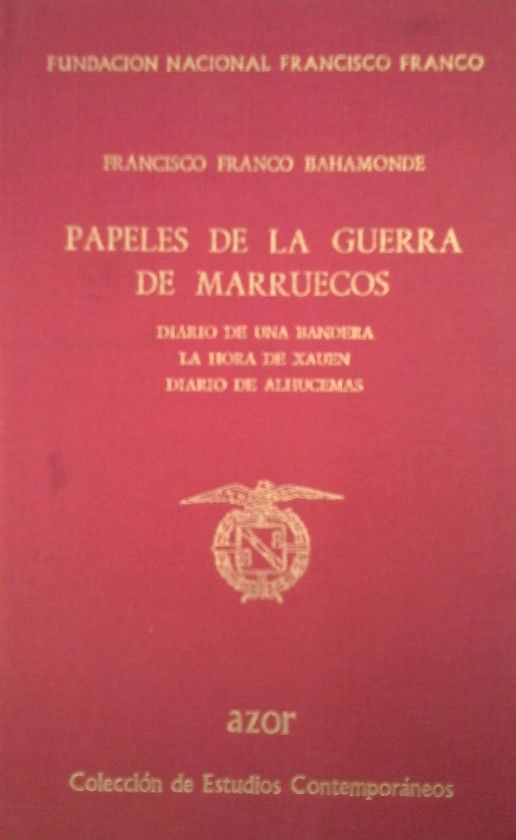 FUNDACION NACIONAL FRANCISCO FRANCO
FRANCISCO FRANCO BAHAMONDE
PAPELES DE LA GUERRA
DE MARRUECOS
DIARIO DE UNA BANDERA
LA HORA DE XAUEN
DIARIO DE ALHUCEMAS
azor
Colección de Estudios Contemporáneos